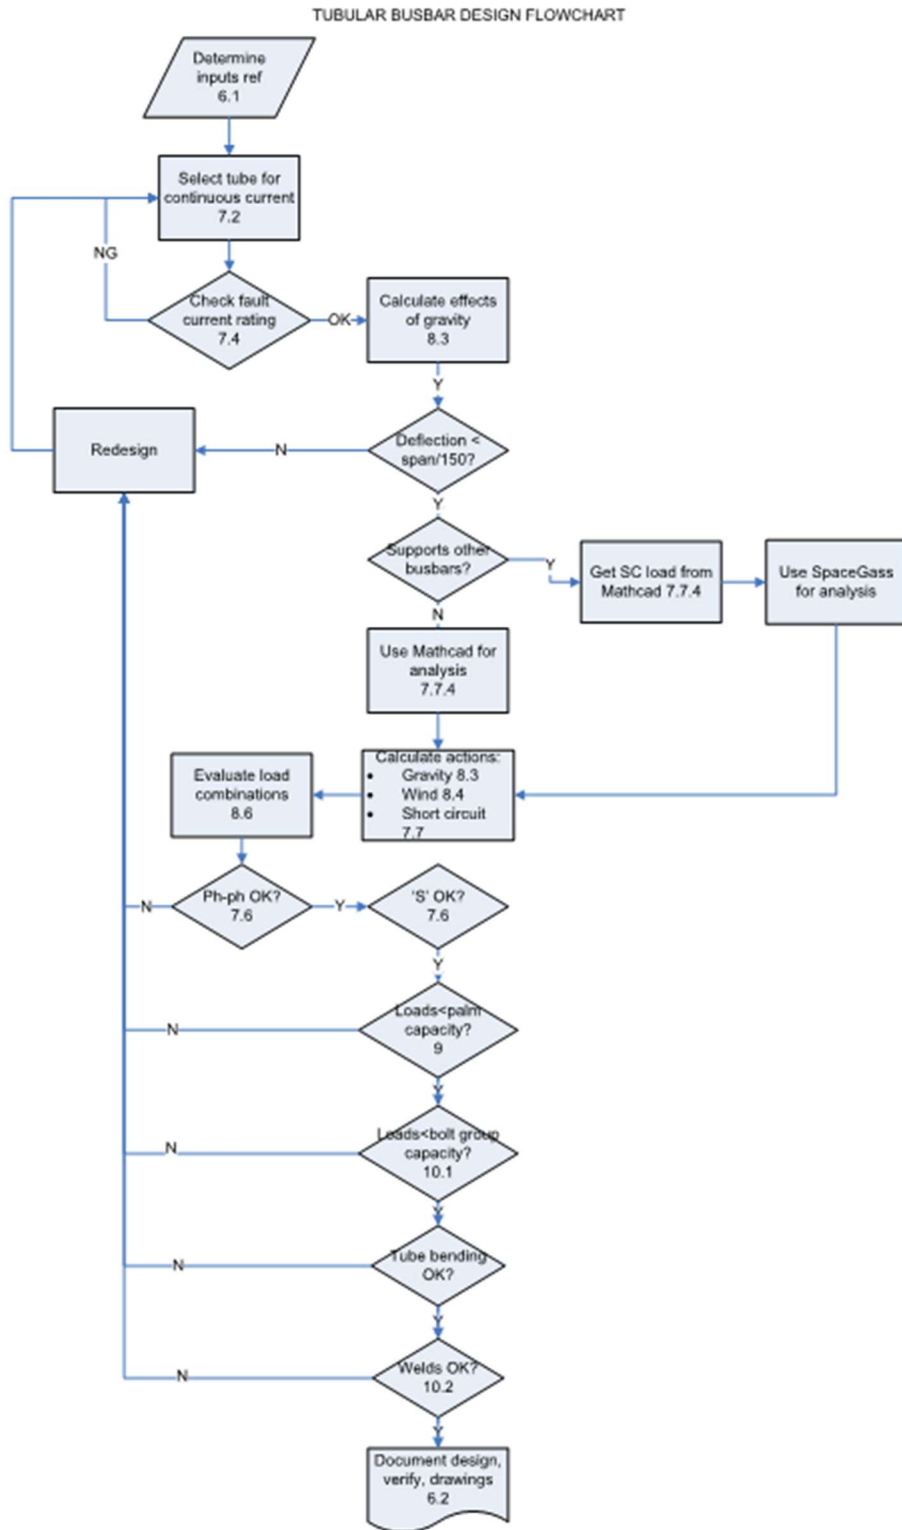 TUBULAR BUSBAR DESIGN FLOWCHART
Determine
inputs ref
6.1
Select tube for
continuous current
7.2
NG
Check fault
current rating
7.4
OK
Calculate effects
of gravity
8.3
Y
Redesign
N
Deflection <
span/150?
Y
Supports other
busbars?
Y
Get SC load from
Mathcad 7.7.4
Use SpaceGass
for analysis
N
Use Mathcad for
analysis
7.7.4
Calculate actions:
• Gravity 8.3
• Wind 8.4
• Short circuit
7.7
Evaluate load
combinations
8.6
N
Ph-ph OK?
7.6
Y
'S' OK?
7.6
Y
N
Loads<palm
capacity?
9
Y
N
Loads<bolt group
capacity?
10.1
Y
N
Tube bending
OK?
Y
N
Welds OK?
10.2
Y
Document design,
verify, drawings
6.2